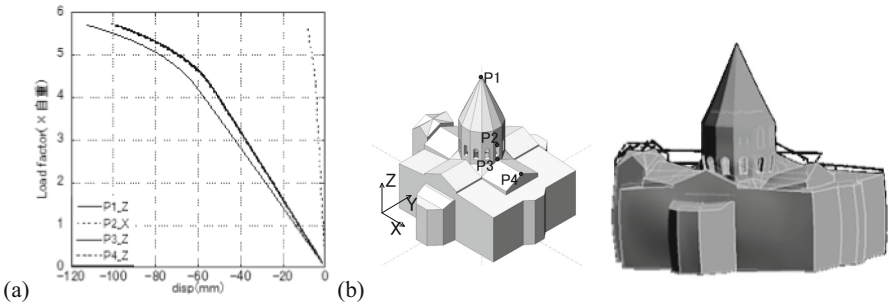 Load factor(×自重)
6
5
4
3
2
1
0
P1_Z
P2_X
P3_Z
P4_Z
-120 -100 -80 -60 -40 -20 0
disp(mm)
(a)
P1
P2
P3
P4
Z
Y
X
(b)